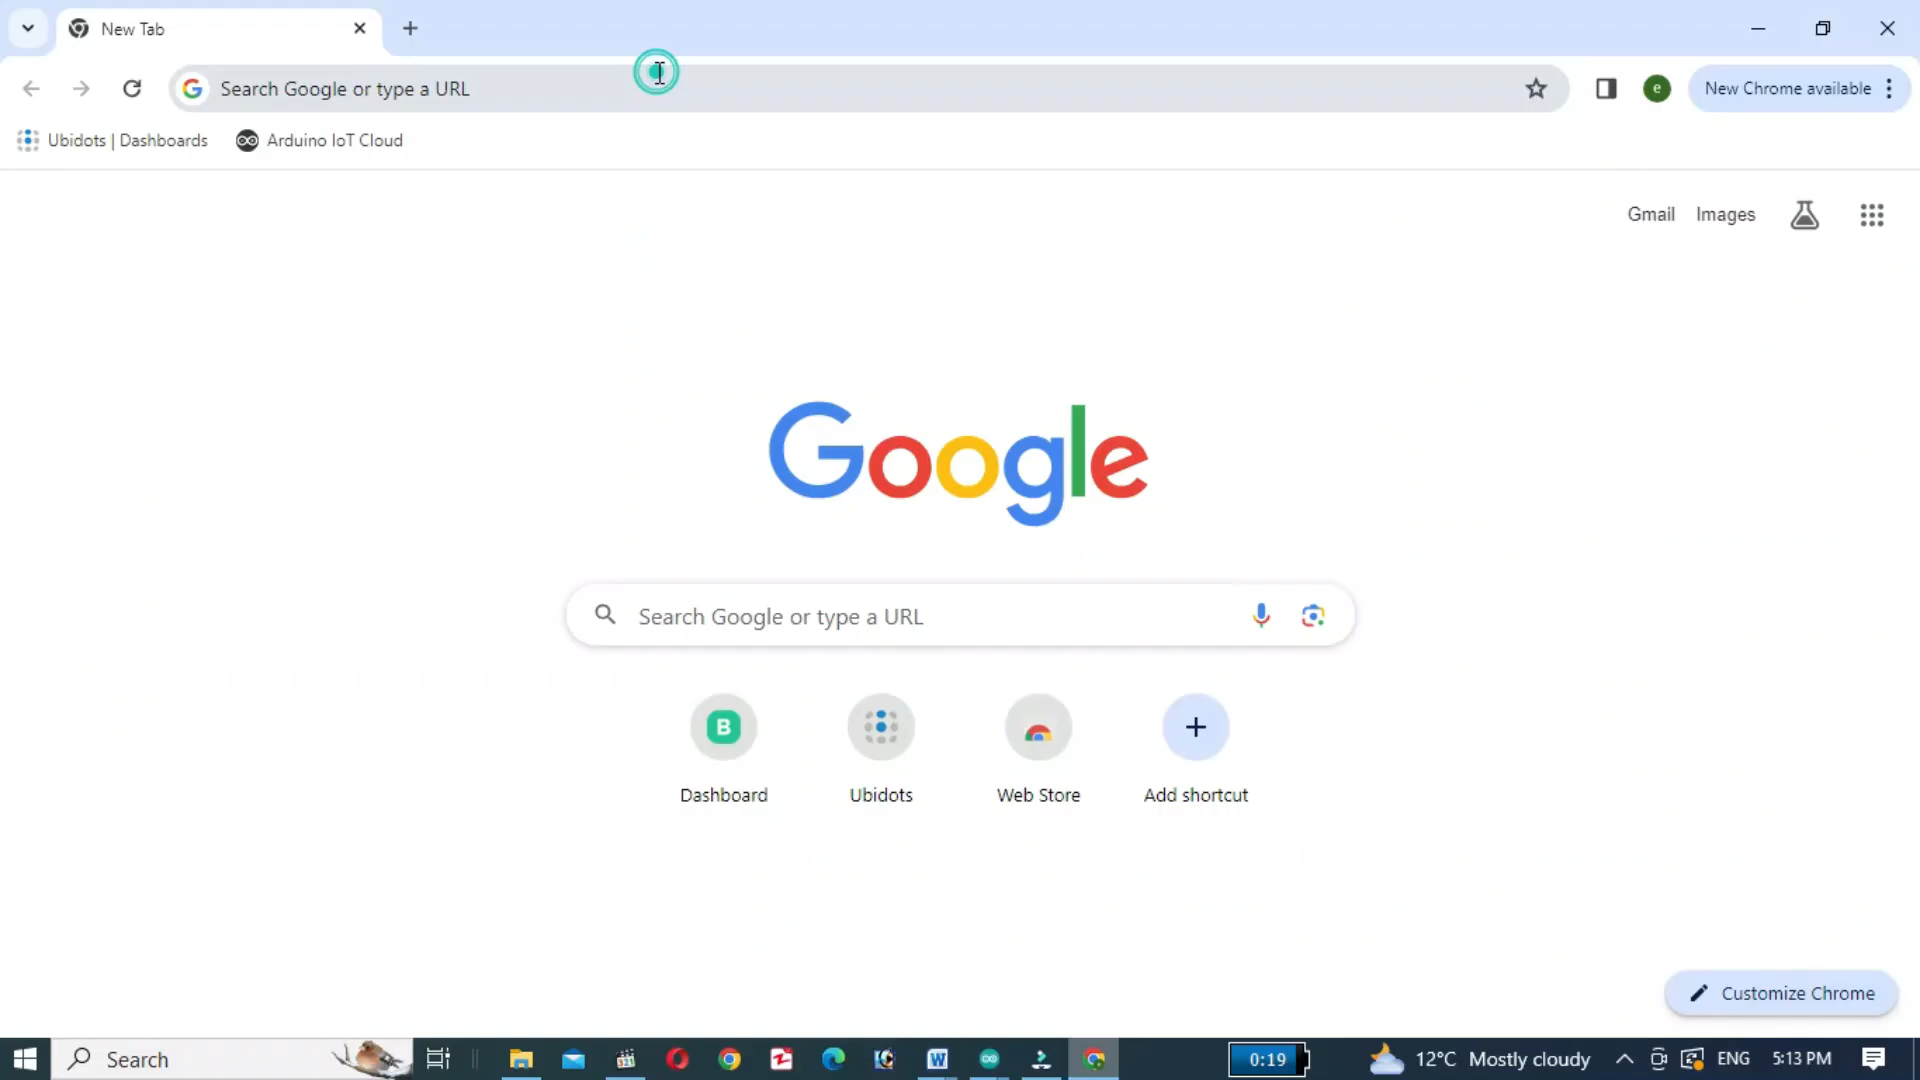 New Tab
Search Google or type a URL
e
New Chrome available
Ubidots | Dashboards
Arduino IoT Cloud
Gmail
Images
Google
Search Google or type a URL
B
Dashboard
Ubidots
Web Store
Add shortcut
Customize Chrome
Search
321
W
0:19
12°C Mostly cloudy
ENG
5:13 PM